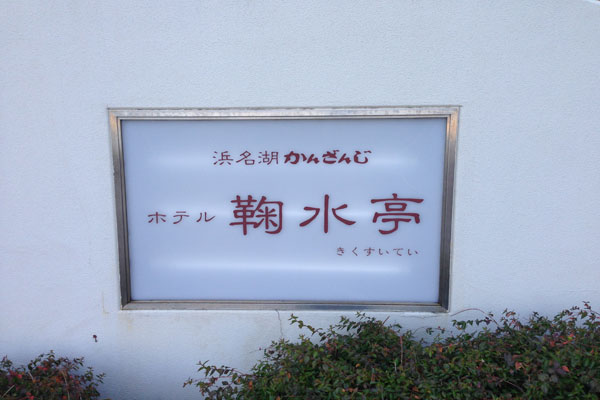 浜名湖かんざんじ
ホテル 鞠水亭
きくすいてい